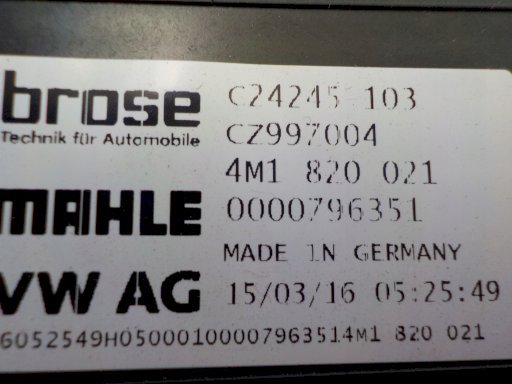 brose
Technik für Automobile
C24245 103
CZ997004
4M1 820 021
MAHLE
0000796351
MADE IN GERMANY
VW AG
15/03/16 05:25:49
6052549H05000100007963514M1 820 021